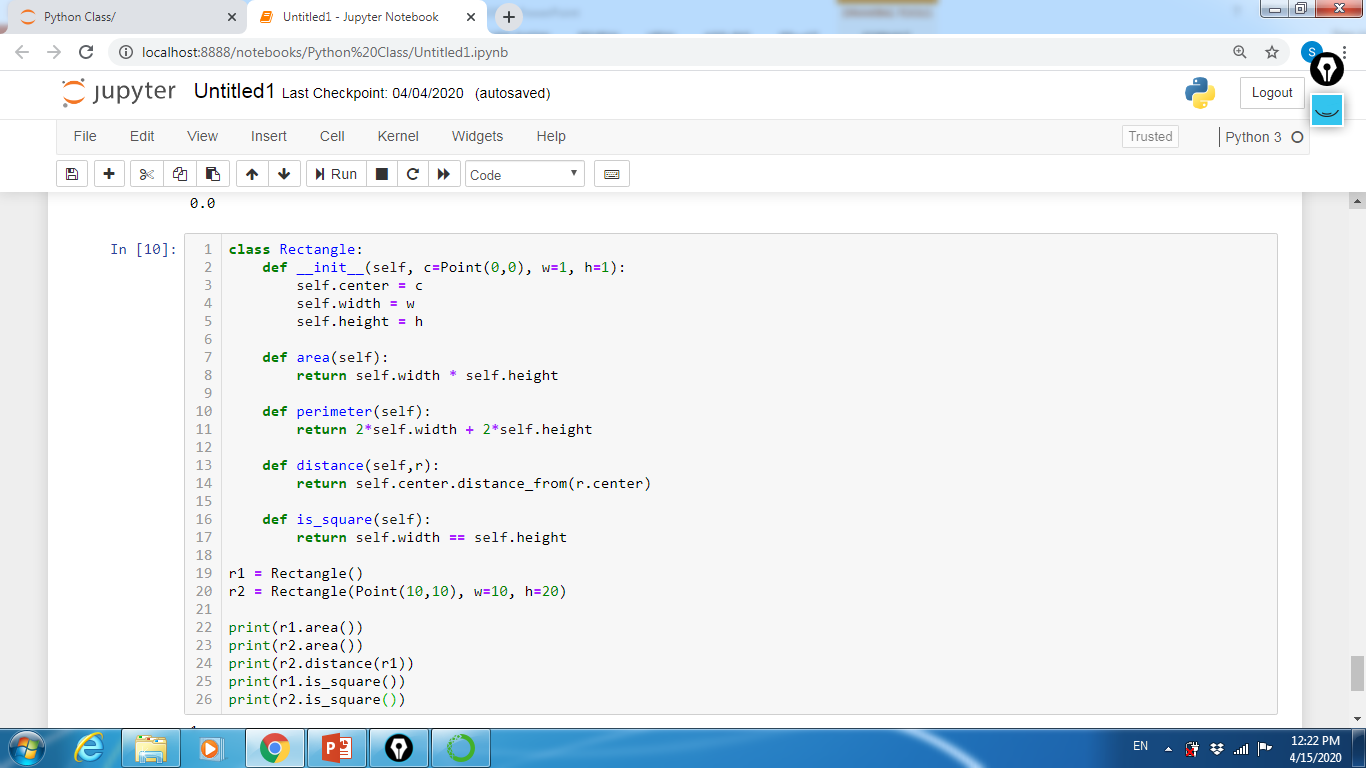 Python Class/
Untitled1 - Jupyter Notebook
localhost:8888/notebooks/Python%20Class/Untitled1.ipynb
S
jupyter Untitled1 Last Checkpoint: 04/04/2020 (autosaved)
Logout
File Edit View Insert Cell Kernel Widgets Help
Trusted
Python 3
Run
Code
0.0
In [10]:
1 class Rectangle:
2     def __init__(self, c=Point(0,0), w=1, h=1):
3         self.center = c
4         self.width = w
5         self.height = h
6
7     def area(self):
8         return self.width * self.height
9
10     def perimeter(self):
11         return 2*self.width + 2*self.height
12
13     def distance(self,r):
14         return self.center.distance_from(r.center)
15
16     def is_square(self):
17         return self.width == self.height
18
19 r1 = Rectangle()
20 r2 = Rectangle(Point(10,10), w=10, h=20)
21
22 print(r1.area())
23 print(r2.area())
24 print(r2.distance(r1))
25 print(r1.is_square())
26 print(r2.is_square())
EN
12:22 PM
4/15/2020